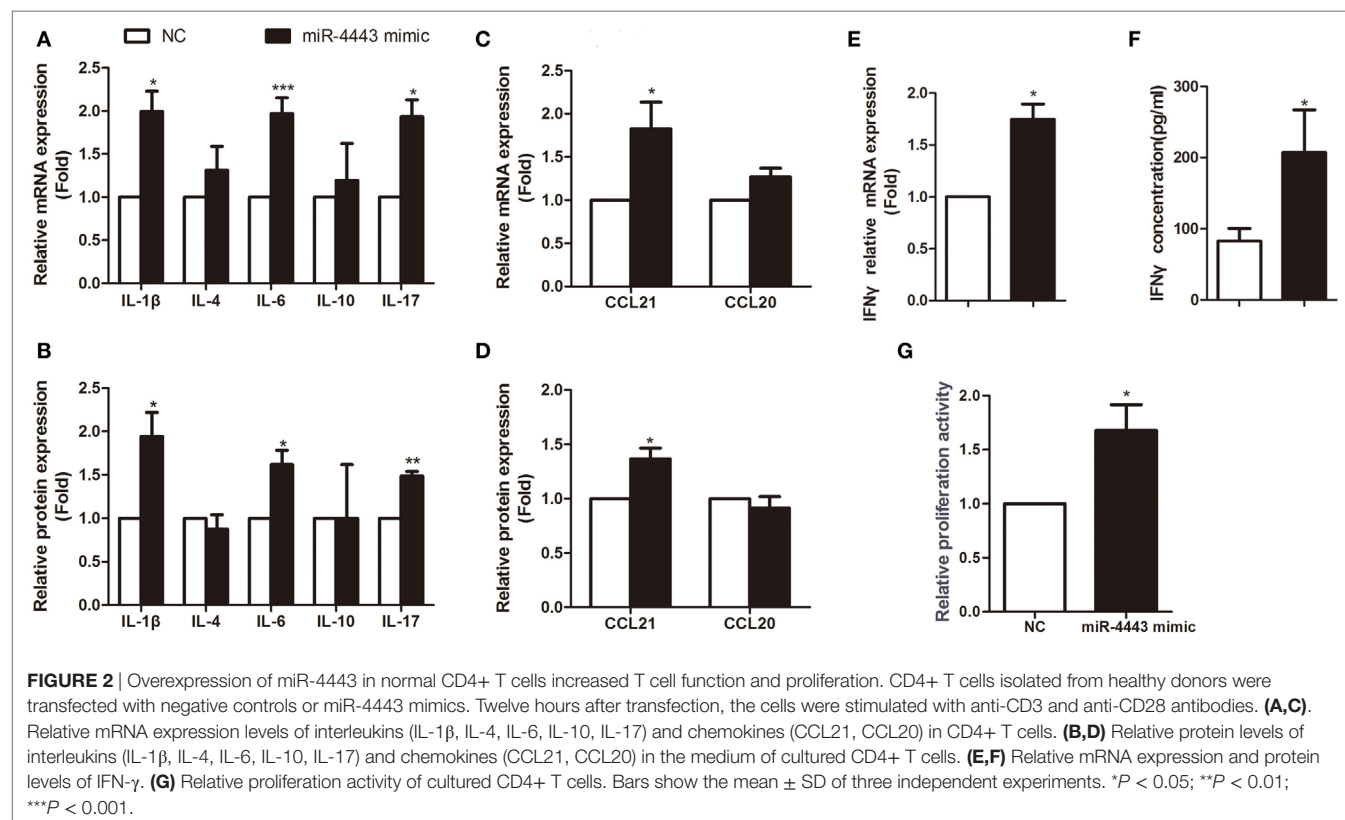 A
NC
miR-4443 mimic
Relative mRNA expression
(Fold)
2.5
2.0
1.5
1.0
0.5
0.0
*
***
*
IL-1β
IL-4
IL-6
IL-10
IL-17
C
Relative mRNA expression
(Fold)
2.5
2.0
1.5
1.0
0.5
0.0
*
CCL21
CCL20
E
IFNγ relative mRNA expression
(Fold)
2.0
1.5
1.0
0.5
0.0
*
F
IFNγ concentration(pg/ml)
300
200
100
0
*
B
Relative protein expression
(Fold)
2.5
2.0
1.5
1.0
0.5
0.0
*
*
**
IL-1β
IL-4
IL-6
IL-10
IL-17
D
Relative protein expression
(Fold)
2.0
1.5
1.0
0.5
0.0
*
CCL21
CCL20
G
Relative proliferation activity
2.0
1.5
1.0
0.5
0.0
*
NC
miR-4443 mimic
FIGURE 2 | Overexpression of miR-4443 in normal CD4+ T cells increased T cell function and proliferation. CD4+ T cells isolated from healthy donors were
transfected with negative controls or miR-4443 mimics. Twelve hours after transfection, the cells were stimulated with anti-CD3 and anti-CD28 antibodies. (A,C).
Relative mRNA expression levels of interleukins (IL-1β, IL-4, IL-6, IL-10, IL-17) and chemokines (CCL21, CCL20) in CD4+ T cells. (B,D) Relative protein levels of
interleukins (IL-1β, IL-4, IL-6, IL-10, IL-17) and chemokines (CCL21, CCL20) in the medium of cultured CD4+ T cells. (E,F) Relative mRNA expression and protein
levels of IFN-γ. (G) Relative proliferation activity of cultured CD4+ T cells. Bars show the mean ± SD of three independent experiments. *P < 0.05; **P < 0.01;
***P < 0.001.